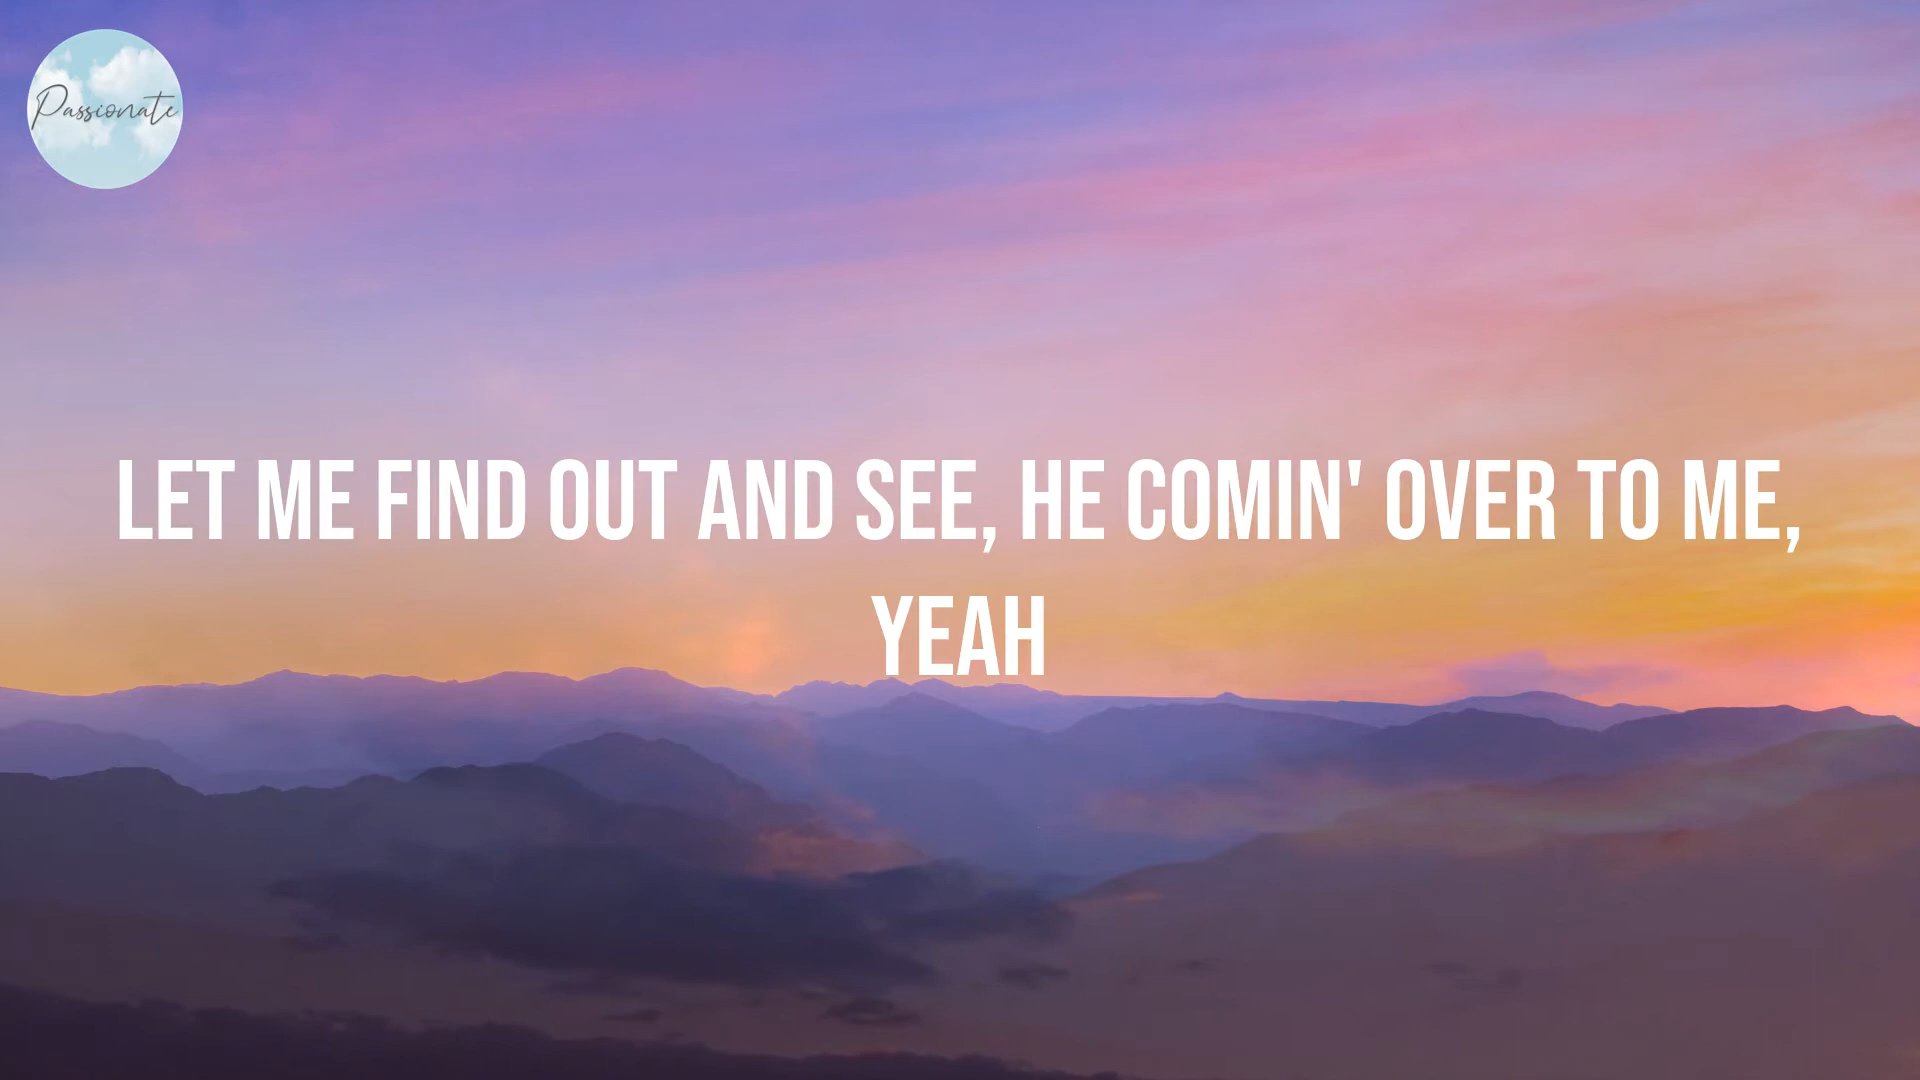 Passionate
LET ME FIND OUT AND SEE, HE COMIN' OVER TO ME,
YEAH